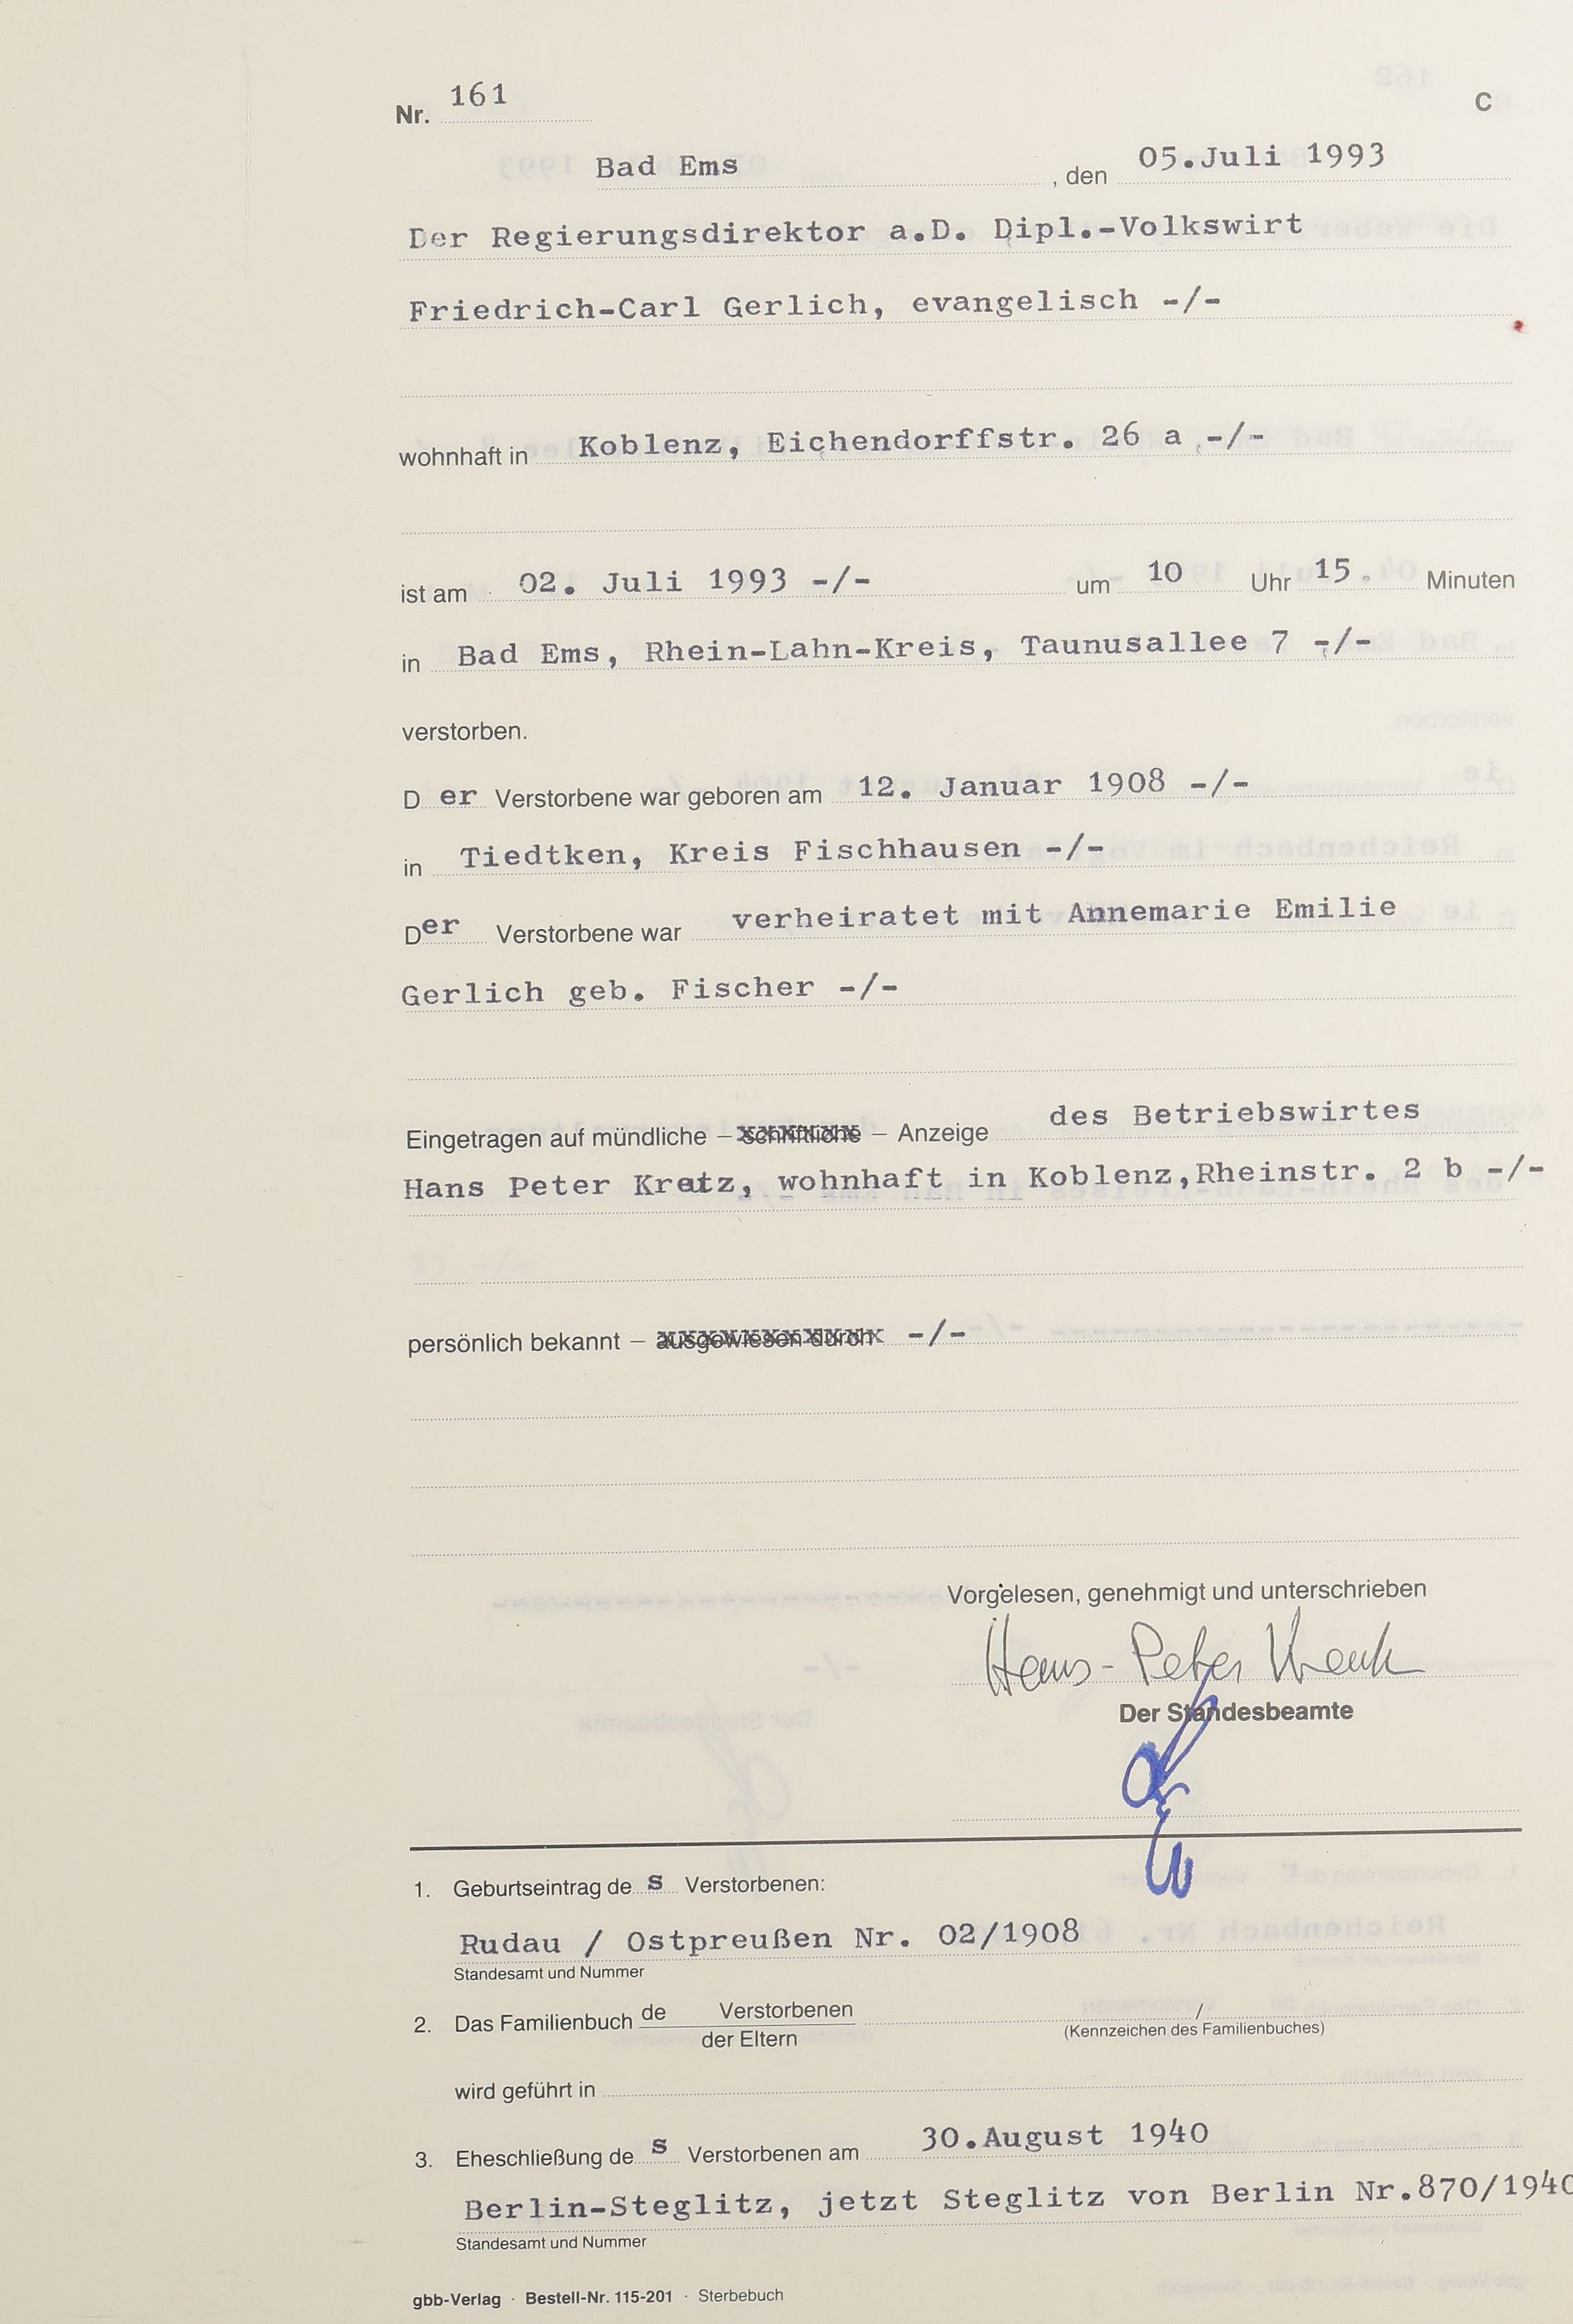 Nr. 161 C
Bad Ems , den 05.Juli 1993
Der Regierungsdirektor a.D. Dipl.-Volkswirt
Friedrich-Carl Gerlich, evangelisch -/-
wohnhaft in Koblenz, Eichendorffstr. 26 a -/-
ist am 02. Juli 1993 -/- um 10 Uhr 15 Minuten
in Bad Ems, Rhein-Lahn-Kreis, Taunusallee 7 -/-
verstorben.
Der Verstorbene war geboren am 12. Januar 1908 -/-
in Tiedtken, Kreis Fischhausen -/-
Der Verstorbene war verheiratet mit Annemarie Emilie
Gerlich geb. Fischer -/-
Eingetragen auf mündliche – schriftliche – Anzeige des Betriebswirtes
Hans Peter wohnhaft in Koblenz,Rheinstr. 2 b -/-
persönlich bekannt – ausgewiesen durch -/-
Vorgelesen, genehmigt und unterschrieben
Hans-Peter
Der Standesbeamte
1. Geburtseintrag des Verstorbenen:
Rudau / Ostpreußen Nr. 02/1908
Standesamt und Nummer
2. Das Familienbuch de Verstorbenen /
der Eltern (Kennzeichen des Familienbuches)
wird geführt in
3. Eheschließung des Verstorbenen am 30.August 1940
Berlin-Steglitz, jetzt Steglitz von Berlin Nr.870/1940
Standesamt und Nummer
gbb-Verlag · Bestell-Nr. 115-201 · Sterbebuch